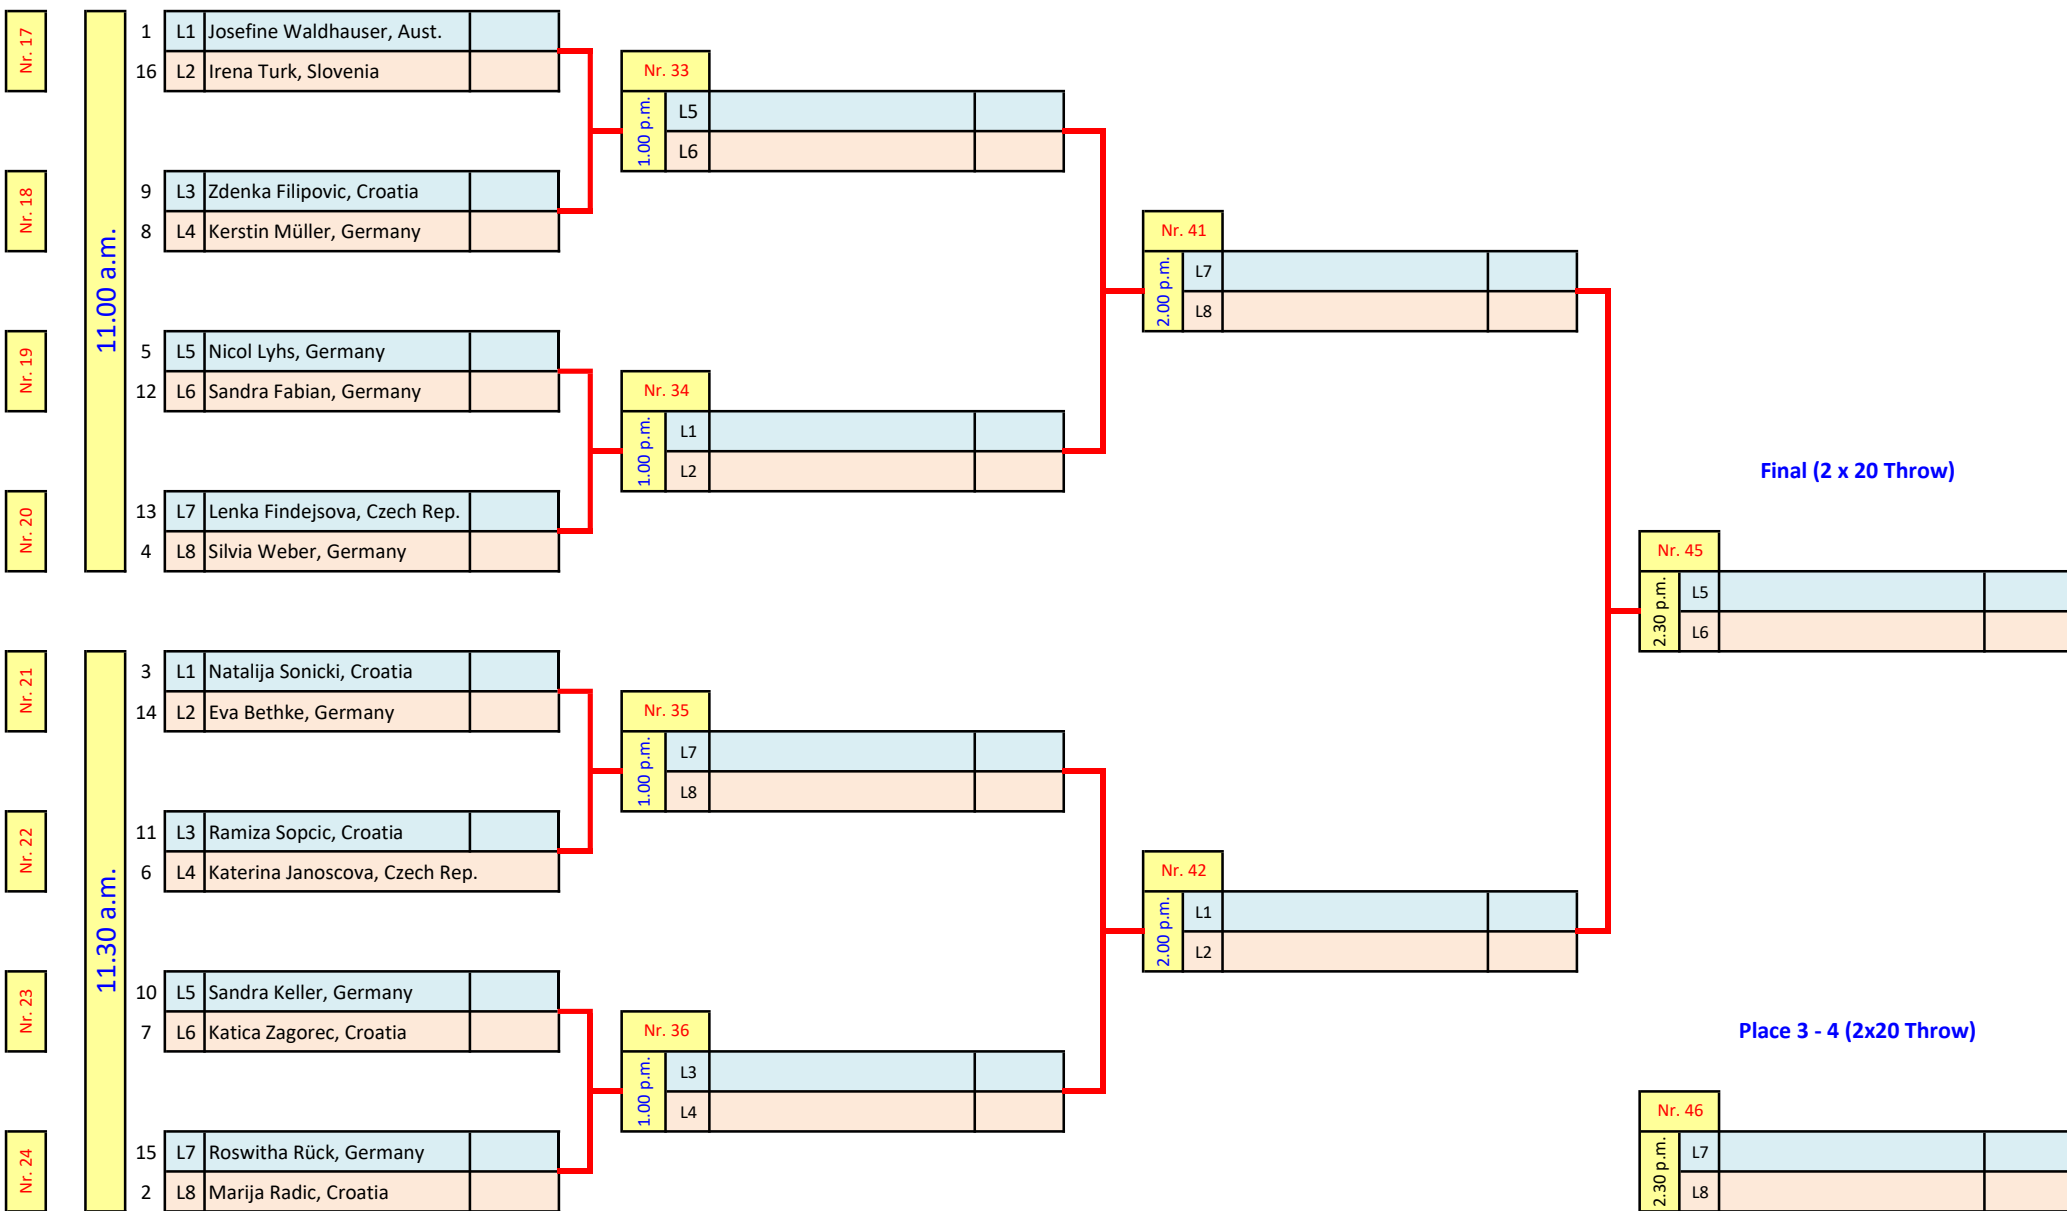 Nr. 17
11.00 a.m.
1 L1 Josefine Waldhauser, Aust.
16 L2 Irena Turk, Slovenia
Nr. 18
9 L3 Zdenka Filipovic, Croatia
8 L4 Kerstin Müller, Germany
Nr. 19
5 L5 Nicol Lyhs, Germany
12 L6 Sandra Fabian, Germany
Nr. 20
13 L7 Lenka Findejsova, Czech Rep.
4 L8 Silvia Weber, Germany
Nr. 21
11.30 a.m.
3 L1 Natalija Sonicki, Croatia
14 L2 Eva Bethke, Germany
Nr. 22
11 L3 Ramiza Sopcic, Croatia
6 L4 Katerina Janoscova, Czech Rep.
Nr. 23
10 L5 Sandra Keller, Germany
7 L6 Katica Zagorec, Croatia
Nr. 24
15 L7 Roswitha Rück, Germany
2 L8 Marija Radic, Croatia
Nr. 33
1.00 p.m.
L5
L6
Nr. 34
1.00 p.m.
L1
L2
Nr. 35
1.00 p.m.
L7
L8
Nr. 36
1.00 p.m.
L3
L4
Nr. 41
2.00 p.m.
L7
L8
Nr. 42
2.00 p.m.
L1
L2
Final (2 x 20 Throw)
Nr. 45
2.30 p.m.
L5
L6
Place 3 - 4 (2x20 Throw)
Nr. 46
2.30 p.m.
L7
L8